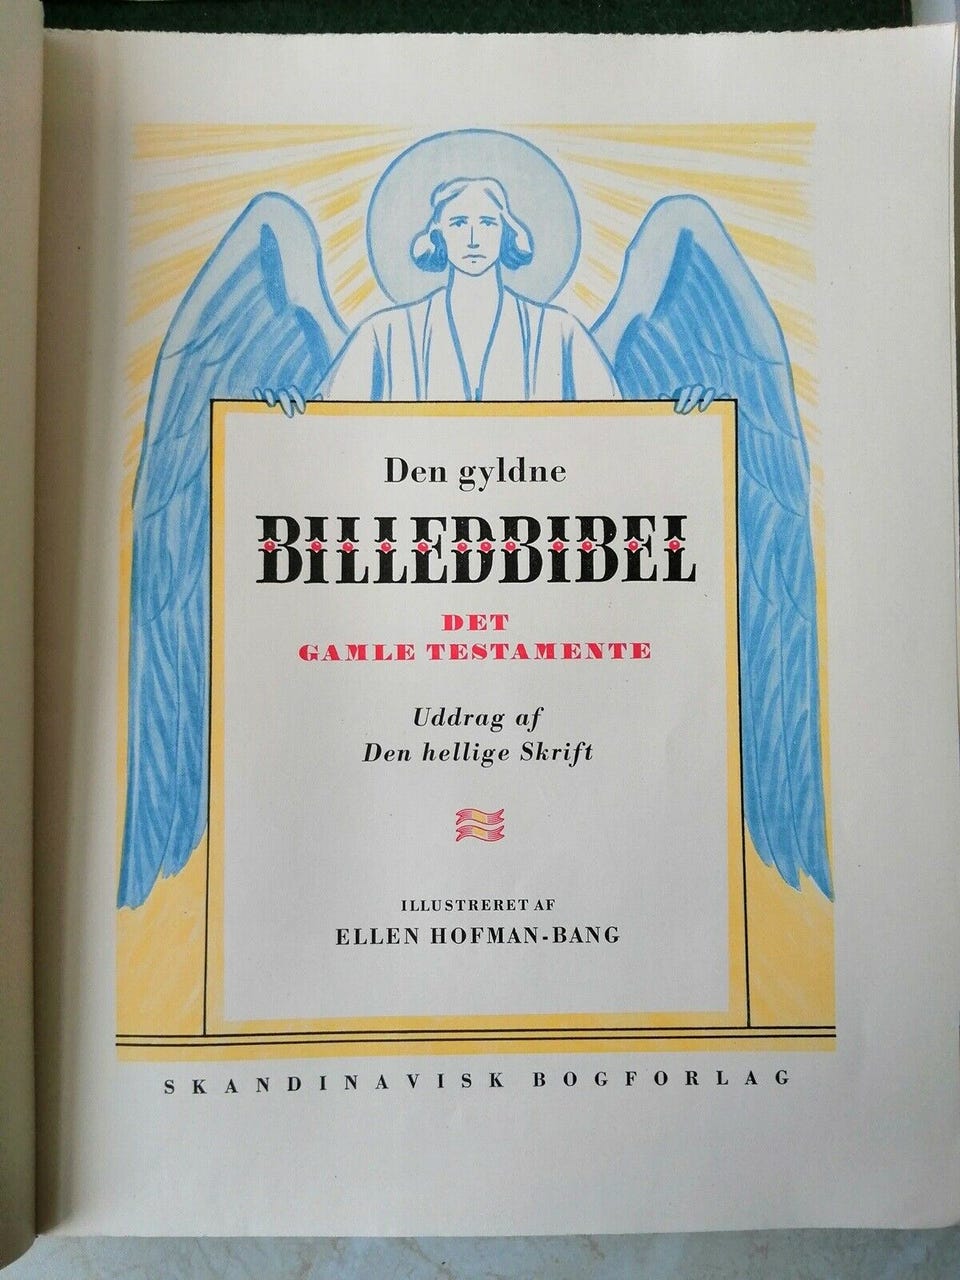 Den gyldne
BILLEDBIBEL
DET
GAMLE TESTAMENTE
Uddrag af
Den hellige Skrift
ILLUSTRERET AF
ELLEN HOFMAN-BANG
SKANDINAVISK BOGFORLAG